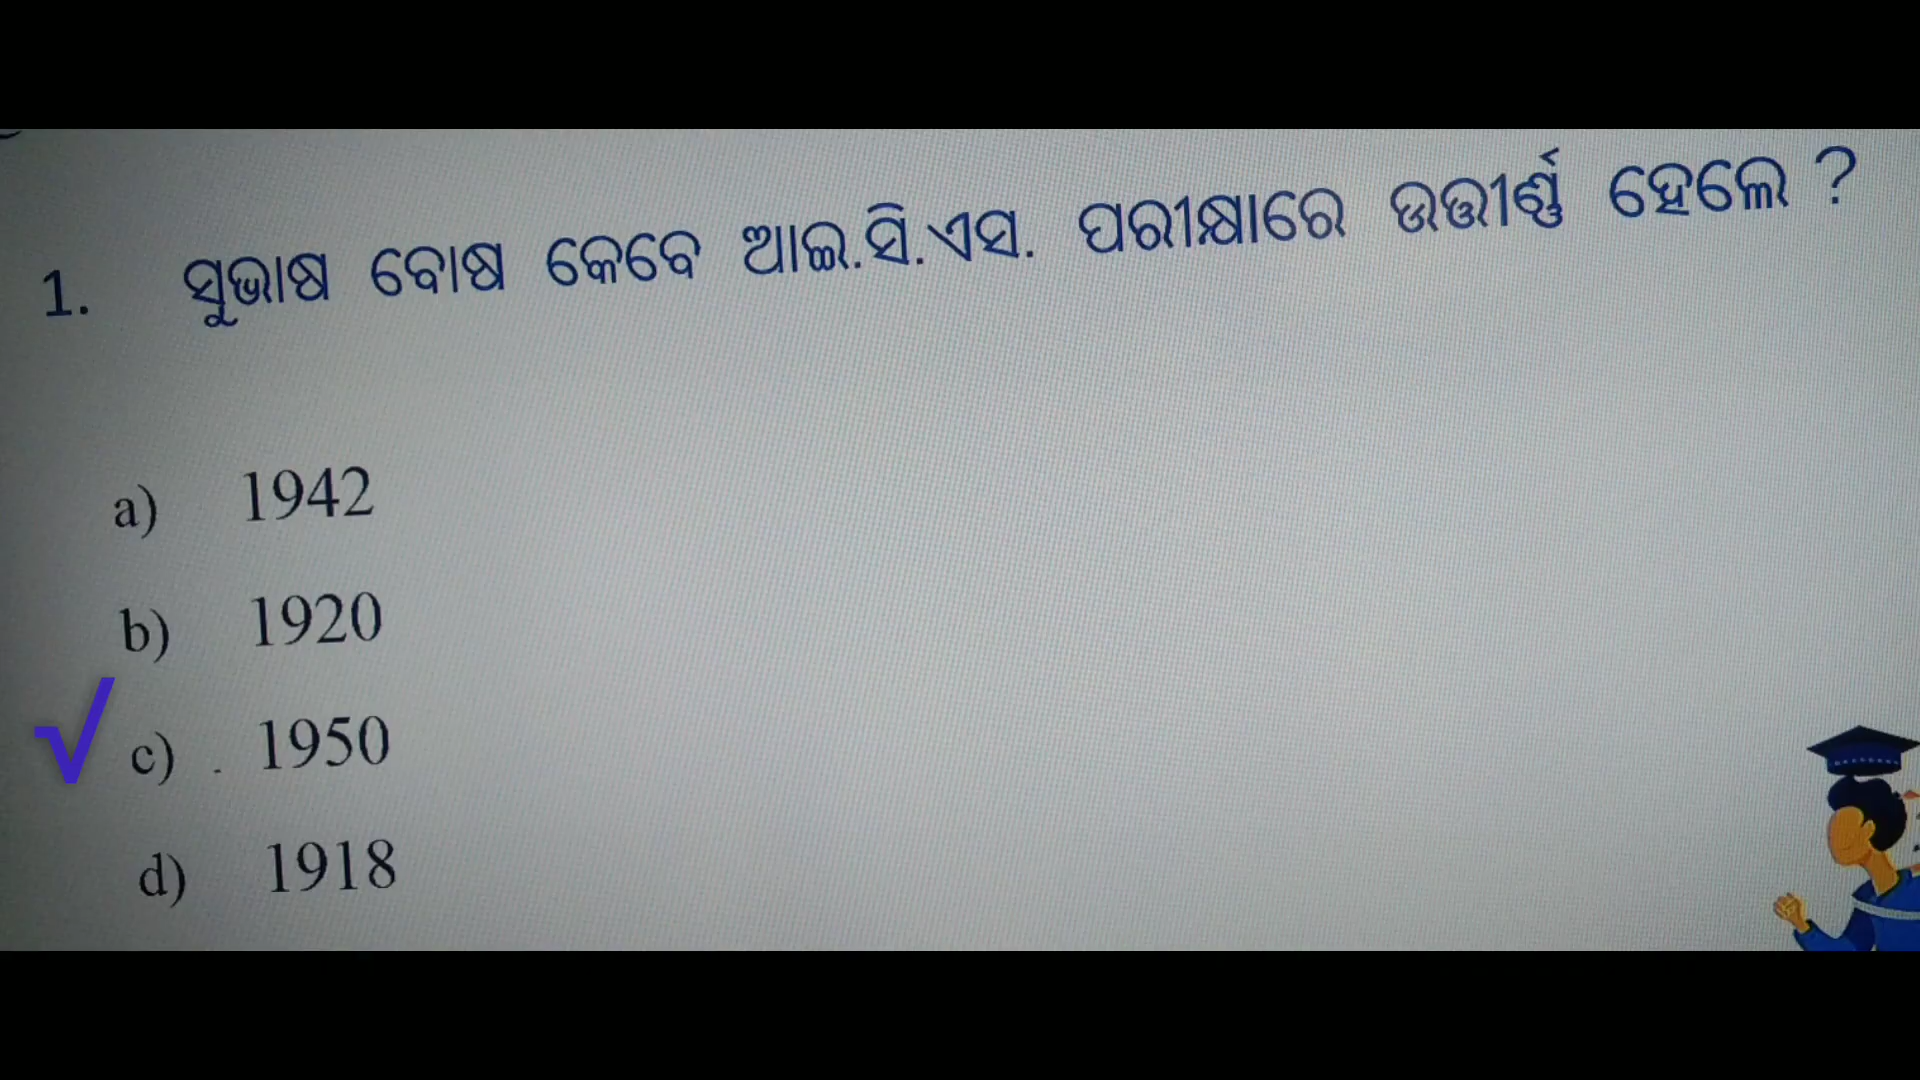 1. ସୁଭାଷ ବୋଷ କେବେ ଆଇ.ସି.ଏସ. ପରୀକ୍ଷାରେ ଉତ୍ତୀର୍ଣ୍ଣ ହେଲେ ?
a) 1942
b) 1920
√ c) . 1950
d) 1918